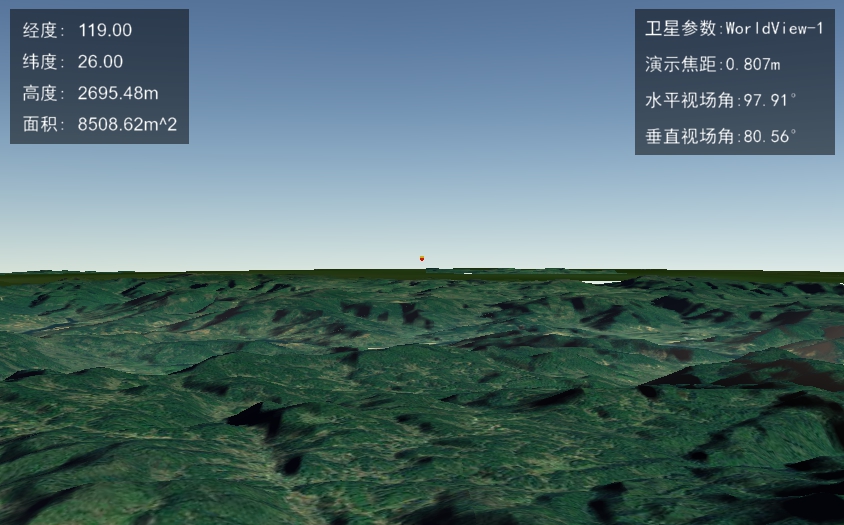 经度: 119.00
纬度: 26.00
高度: 2695.48m
面积: 8508.62m^2
卫星参数:WorldView-1
演示焦距:0.807m
水平视场角:97.91°
垂直视场角:80.56°